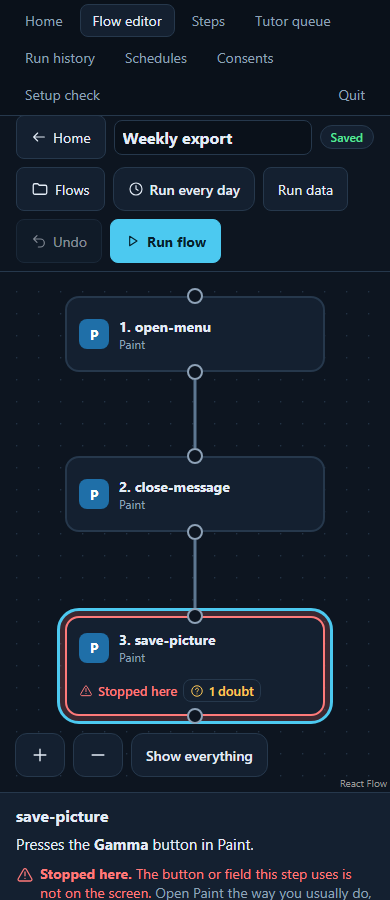 Home Flow editor Steps Tutor queue
Run history Schedules Consents
Setup check Quit
Home Weekly export Saved
Flows Run every day Run data
Undo Run flow
P 1. open-menu
Paint
P 2. close-message
Paint
P 3. save-picture
Paint
Stopped here 1 doubt
Show everything
React Flow
save-picture
Presses the Gamma button in Paint.
Stopped here. The button or field this step uses is
not on the screen. Open Paint the way you usually do,